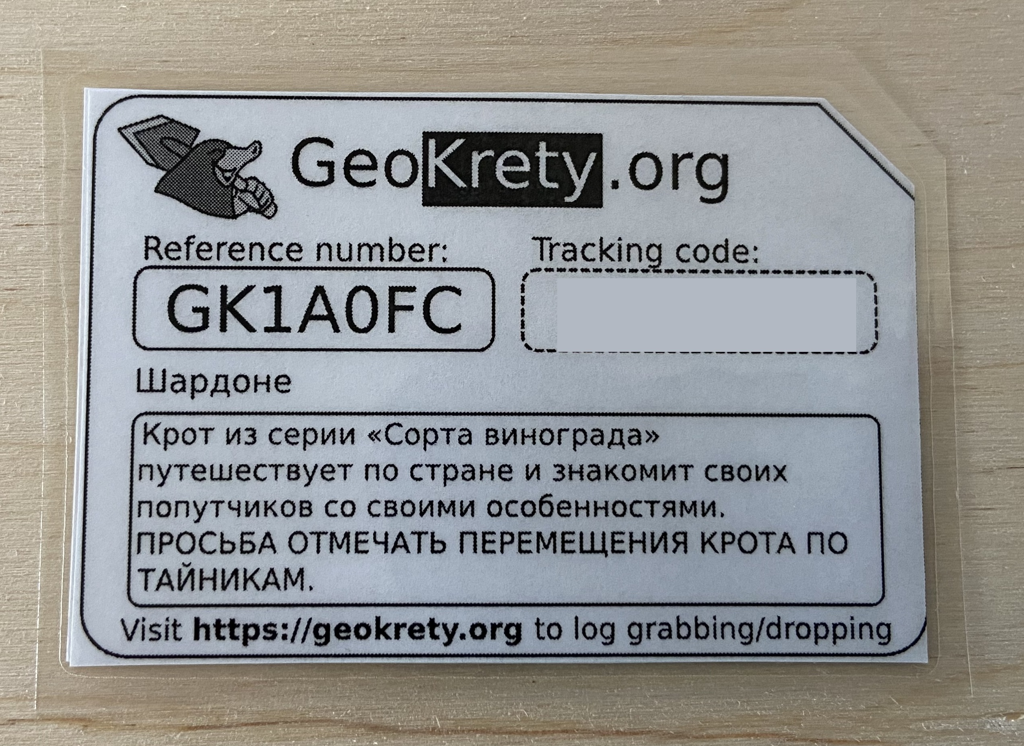 GeoKrety.org
Reference number: Tracking code:
GK1A0FC
Шардоне
Крот из серии «Сорта винограда»
путешествует по стране и знакомит своих
попутчиков со своими особенностями.
ПРОСЬБА ОТМЕЧАТЬ ПЕРЕМЕЩЕНИЯ КРОТА ПО
ТАЙНИКАМ.
Visit https://geokrety.org to log grabbing/dropping